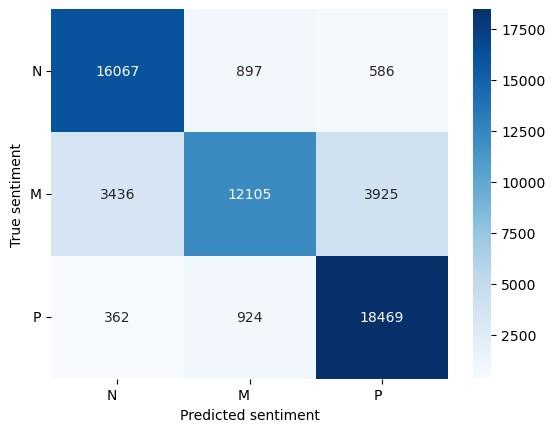 N 16067 897 586
M 3436 12105 3925
P 362 924 18469
N M P
Predicted sentiment
True sentiment
17500
15000
12500
10000
7500
5000
2500